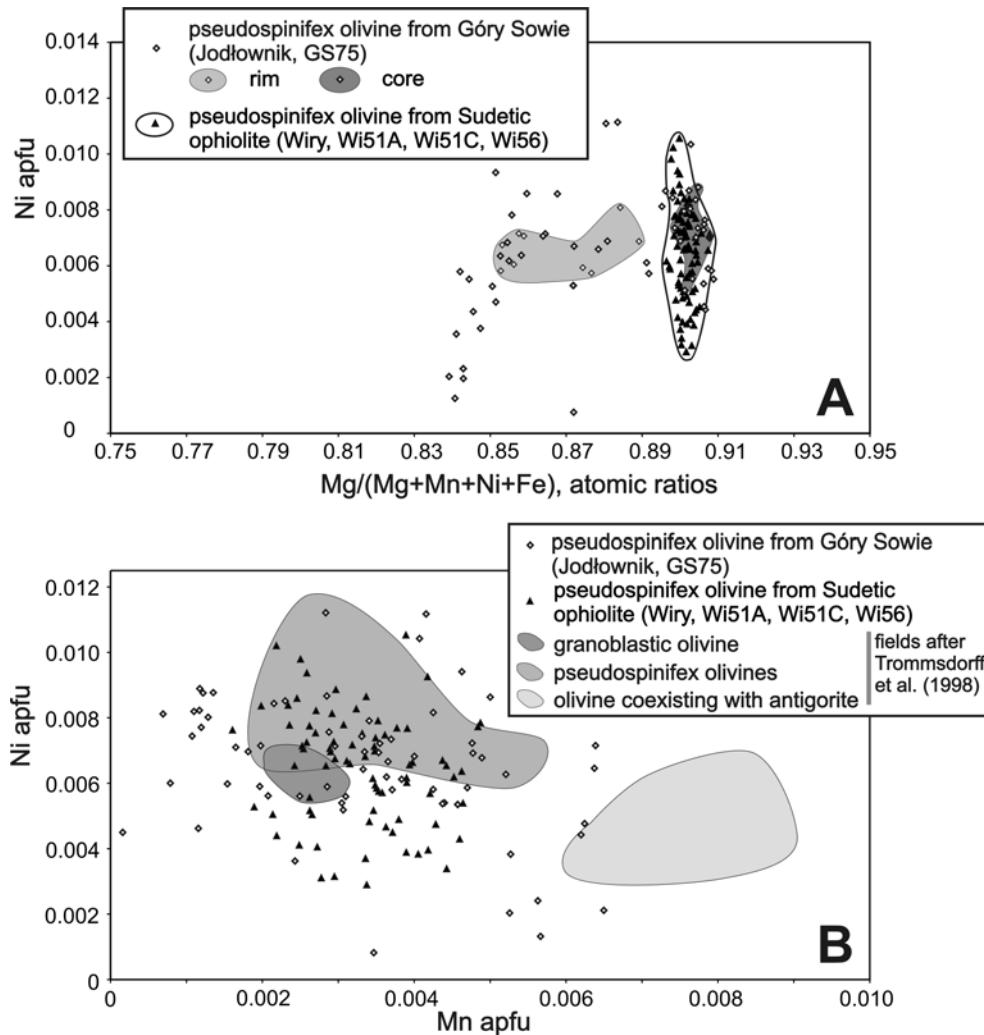 pseudospinifex olivine from Góry Sowie
(Jodłownik, GS75)
rim core
pseudospinifex olivine from Sudetic
ophiolite (Wiry, Wi51A, Wi51C, Wi56)
0.014
0.012
0.010
0.008
0.006
0.004
0.002
0
Ni apfu
A
0.75 0.77 0.79 0.81 0.83 0.85 0.87 0.89 0.91 0.93 0.95
Mg/(Mg+Mn+Ni+Fe), atomic ratios
pseudospinifex olivine from Góry Sowie
(Jodłownik, GS75)
pseudospinifex olivine from Sudetic
ophiolite (Wiry, Wi51A, Wi51C, Wi56)
granoblastic olivine
pseudospinifex olivines
olivine coexisting with antigorite
fields after
Trommsdorff
et al. (1998)
0.012
0.010
0.008
0.006
0.004
0.002
0
Ni apfu
B
0 0.002 0.004 0.006 0.008 0.010
Mn apfu